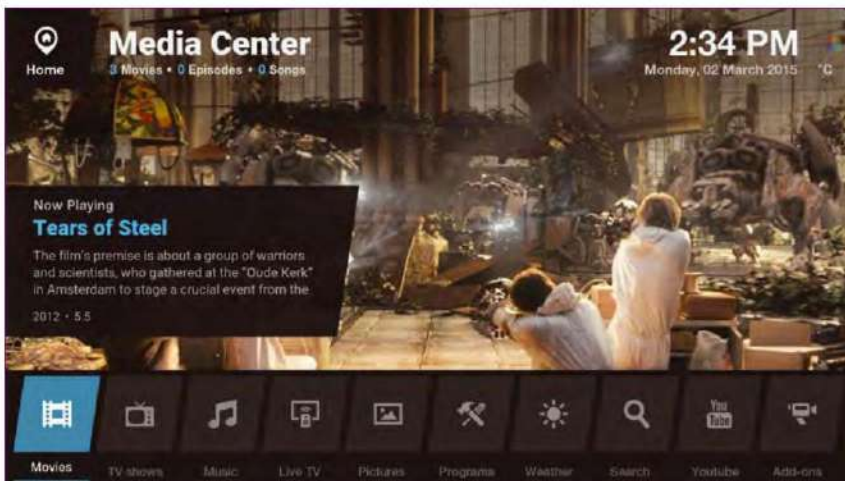 Home
Media Center
3 Movies • 0 Episodes • 0 Songs
2:34 PM
Monday, 02 March 2015 °C
Now Playing
Tears of Steel
The film's premise is about a group of warriors
and scientists, who gathered at the "Oude Kerk"
in Amsterdam to stage a crucial event from the
2012 • 5.5
You
Tube
Movies TV shows Music Live TV Pictures Programs Weather Search Youtube Add-ons